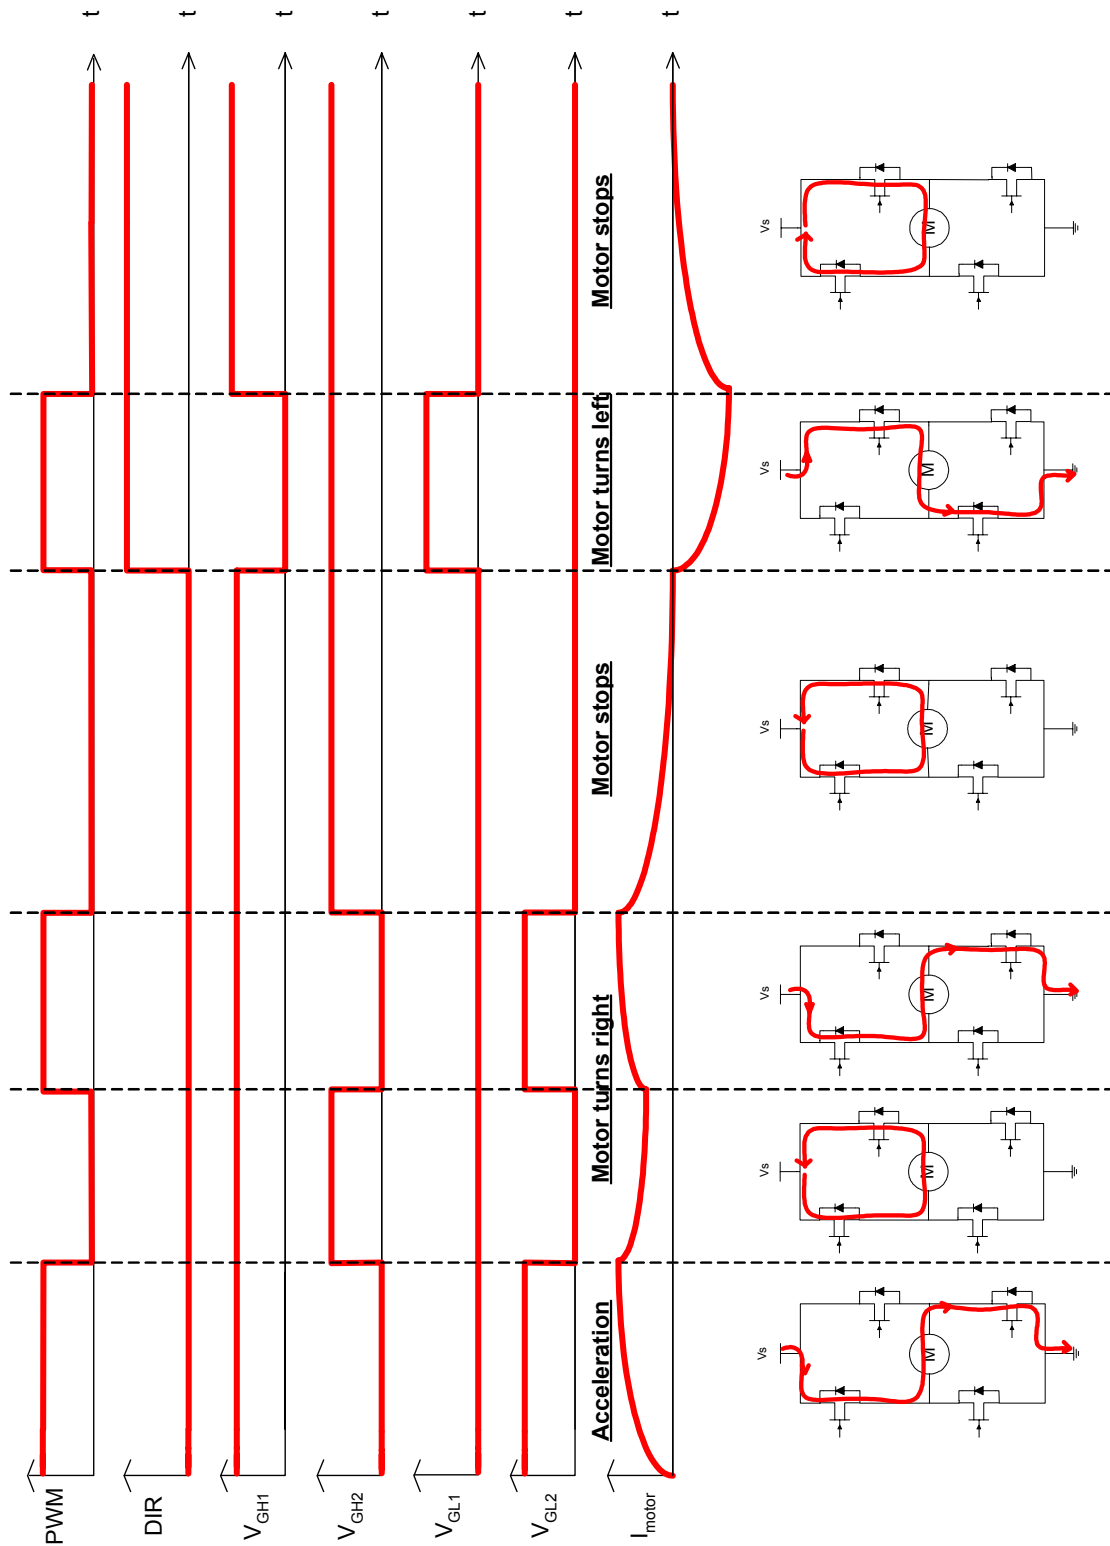 PWM
t
DIR
t
VGH1
t
VGH2
t
VGL1
t
VGL2
t
Acceleration
Motor turns right
Motor stops
Motor turns left
Motor stops
Imotor
t
Vs
M
Vs
M
Vs
M
Vs
M
Vs
M
Vs
M